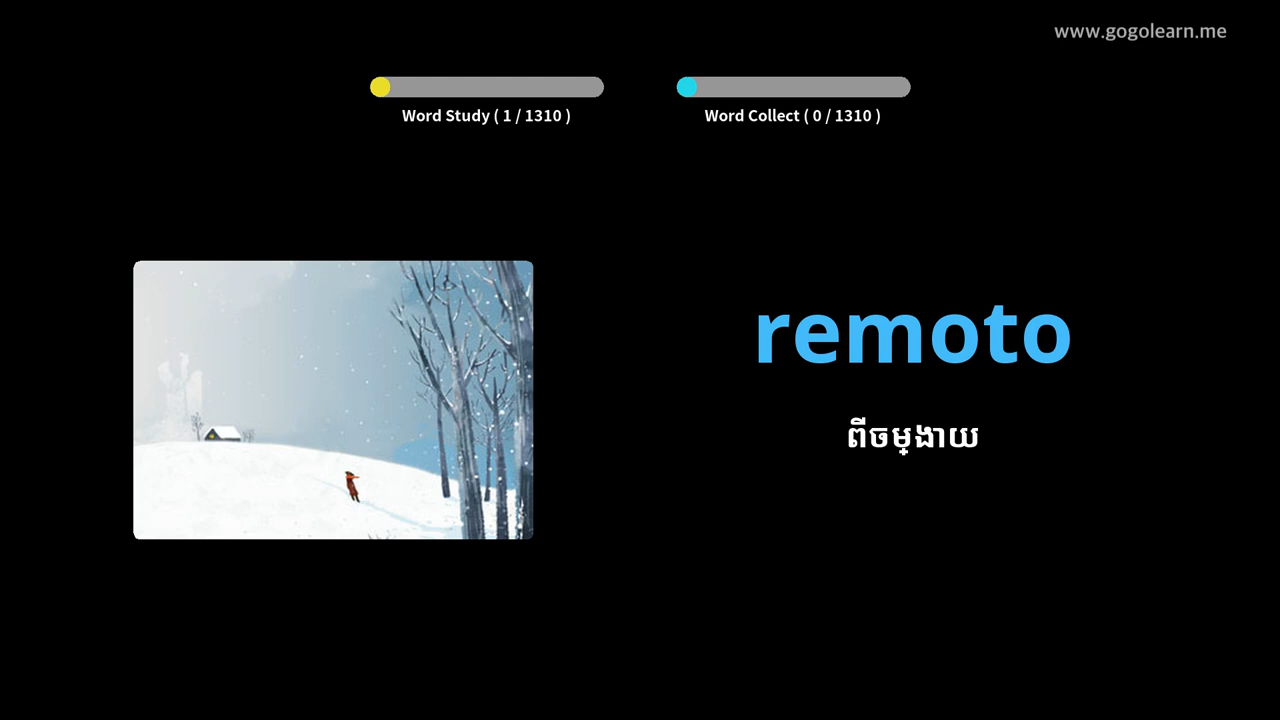 www.gogolearn.me
Word Study ( 1 / 1310 )
Word Collect ( 0 / 1310 )
remoto
ពីចម្ងាយ